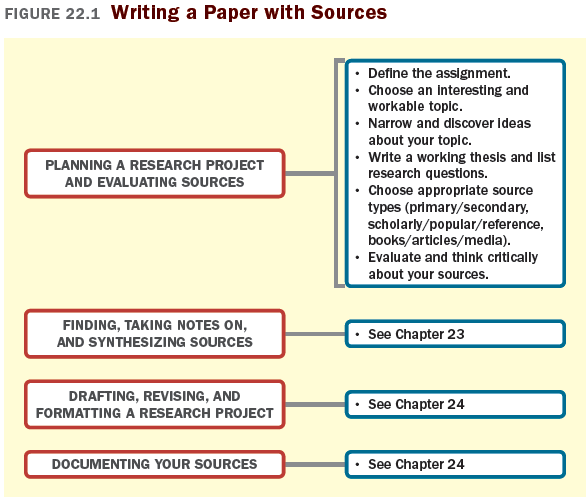 FIGURE 22.1 Writing a Paper with Sources
PLANNING A RESEARCH PROJECT
AND EVALUATING SOURCES
• Define the assignment.
• Choose an interesting and
workable topic.
• Narrow and discover ideas
about your topic.
• Write a working thesis and list
research questions.
• Choose appropriate source
types (primary/secondary,
scholarly/popular/reference,
books/articles/media).
• Evaluate and think critically
about your sources.
FINDING, TAKING NOTES ON,
AND SYNTHESIZING SOURCES
• See Chapter 23
DRAFTING, REVISING, AND
FORMATTING A RESEARCH PROJECT
• See Chapter 24
DOCUMENTING YOUR SOURCES
• See Chapter 24